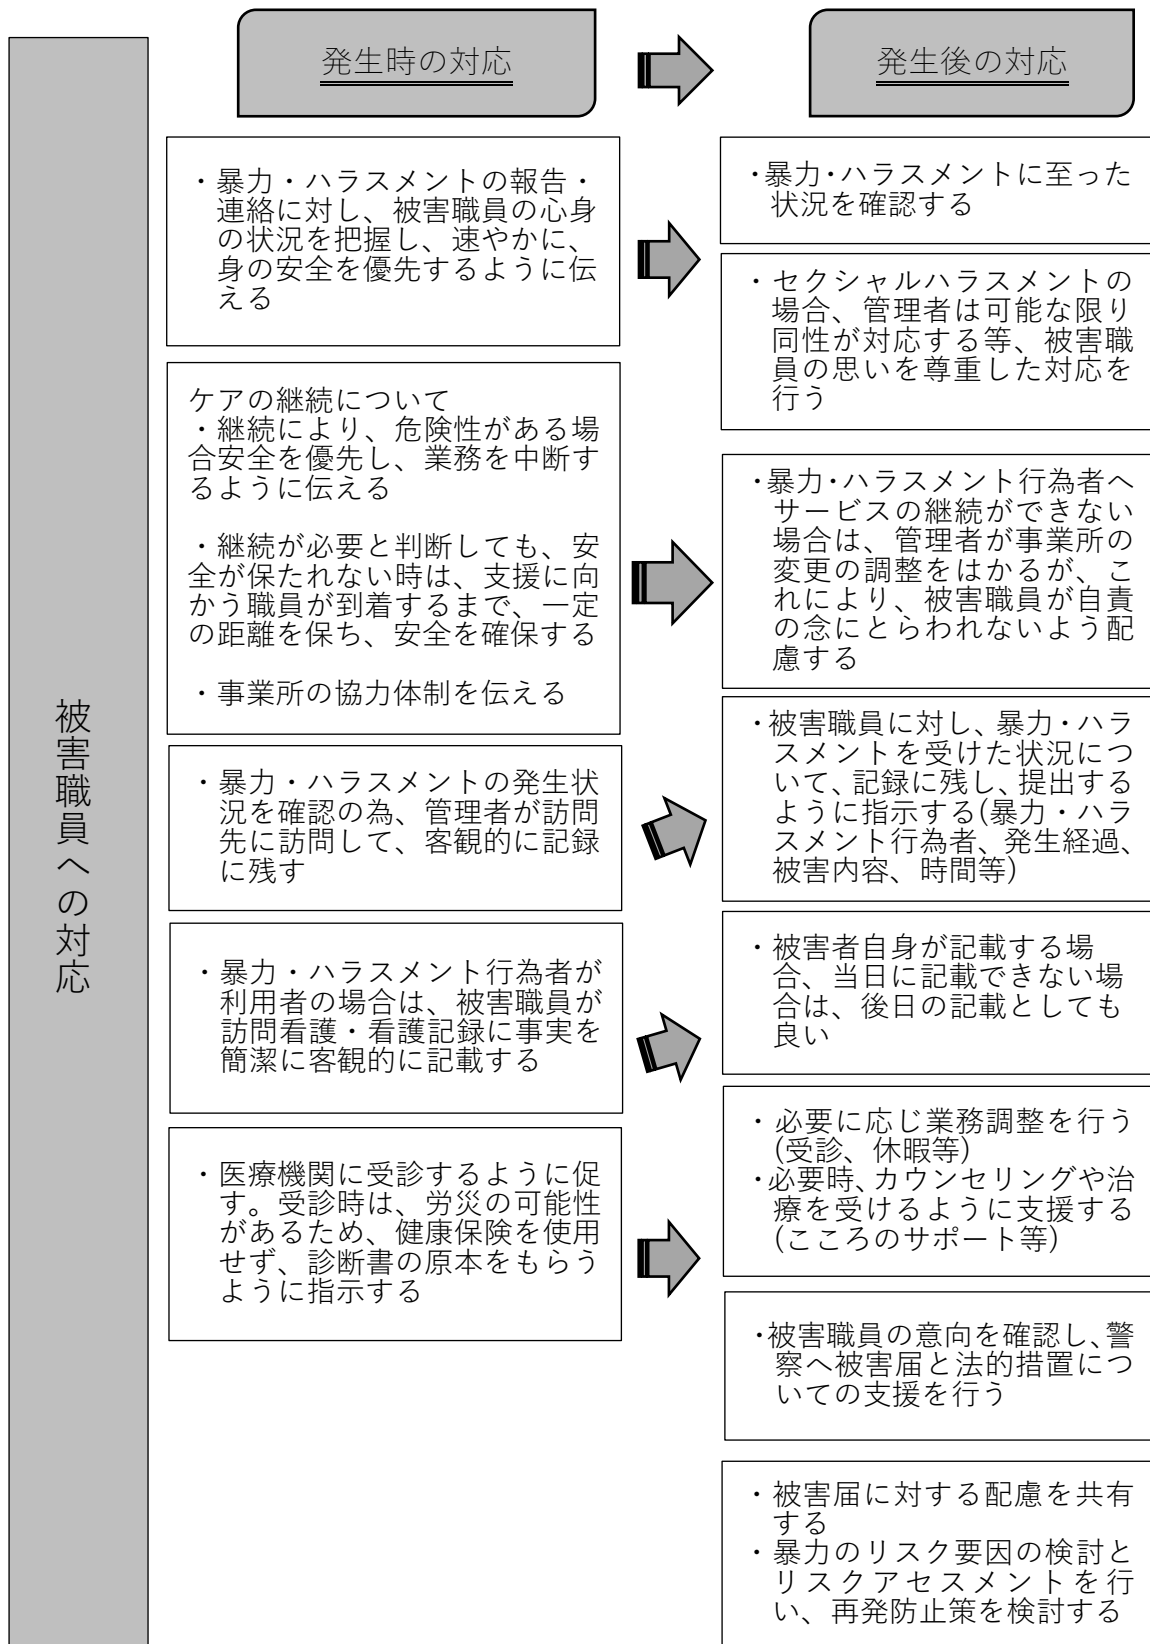 発生時の対応
発生後の対応
被害職員への対応
・暴力・ハラスメントの報告・
連絡に対し、被害職員の心身
の状況を把握し、速やかに、
身の安全を優先するように伝
える
ケアの継続について
・継続により、危険性がある場
合安全を優先し、業務を中断す
るように伝える
・継続が必要と判断しても、安
全が保たれない時は、支援に向
かう職員が到着するまで、一定
の距離を保ち、安全を確保する
・事業所の協力体制を伝える
・暴力・ハラスメントの発生状
況を確認の為、管理者が訪問
先に訪問して、客観的に記録
に残す
・暴力・ハラスメント行為者が
利用者の場合は、被害職員が
訪問看護・看護記録に事実を
簡潔に客観的に記載する
・医療機関に受診するように促
す。受診時は、労災の可能性
があるため、健康保険を使用
せず、診断書の原本をもらう
ように指示する
・暴力・ハラスメントに至った
状況を確認する
・セクシャルハラスメントの
場合、管理者は可能な限り
同性が対応する等、被害職
員の思いを尊重した対応を
行う
・暴力・ハラスメント行為者へ
サービスの継続ができない
場合は、管理者が事業所の
変更の調整をはかるが、こ
れにより、被害職員が自責
の念にとらわれないよう配
慮する
・被害職員に対し、暴力・ハラ
スメントを受けた状況につ
いて、記録に残し、提出する
ように指示する(暴力・ハラ
スメント行為者、発生経過、
被害内容、時間等)
・被害者自身が記載する場
合、当日に記載できない場
合は、後日の記載としても
良い
・必要に応じ業務調整を行う
(受診、休暇等)
・必要時、カウンセリングや治
療を受けるように支援する
(こころのサポート等)
・被害職員の意向を確認し、警
察へ被害届と法的措置につ
いての支援を行う
・被害届に対する配慮を共有
する
・暴力のリスク要因の検討と
リスクアセスメントを行
い、再発防止策を検討する